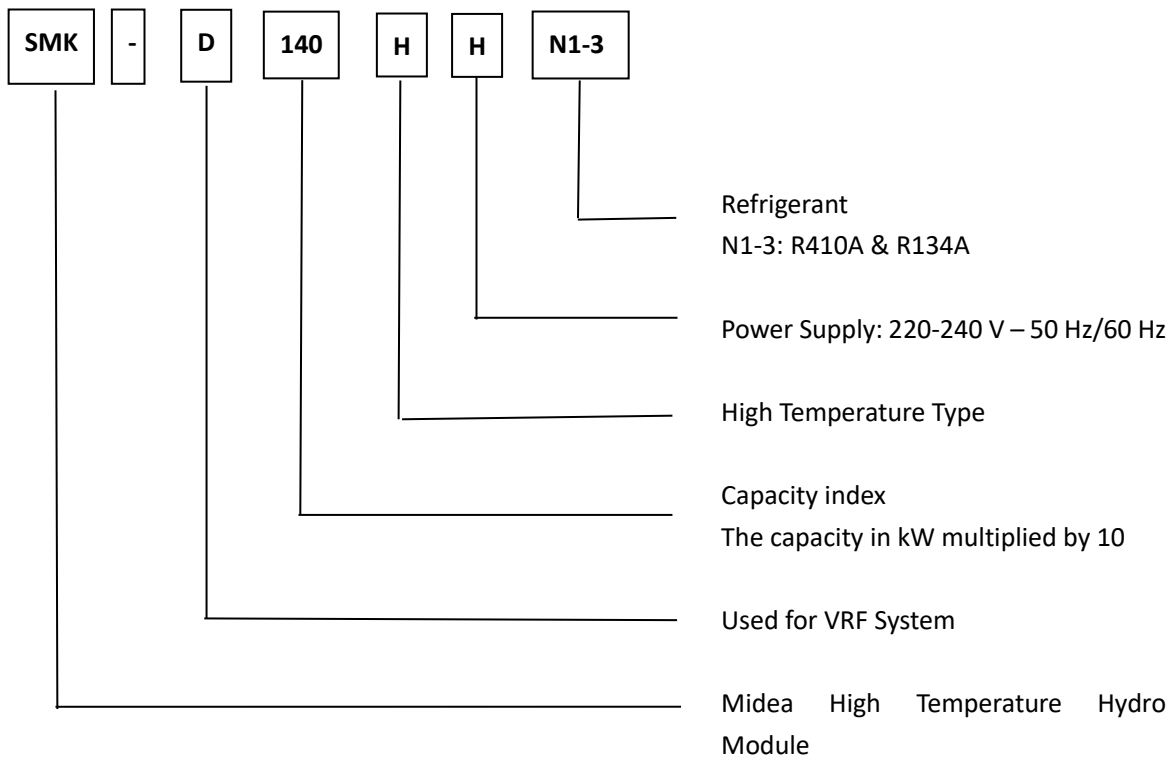 SMK - D 140 H H N1-3
Refrigerant
N1-3: R410A & R134A
Power Supply: 220-240 V – 50 Hz/60 Hz
High Temperature Type
Capacity index
The capacity in kW multiplied by 10
Used for VRF System
Midea High Temperature Hydro
Module